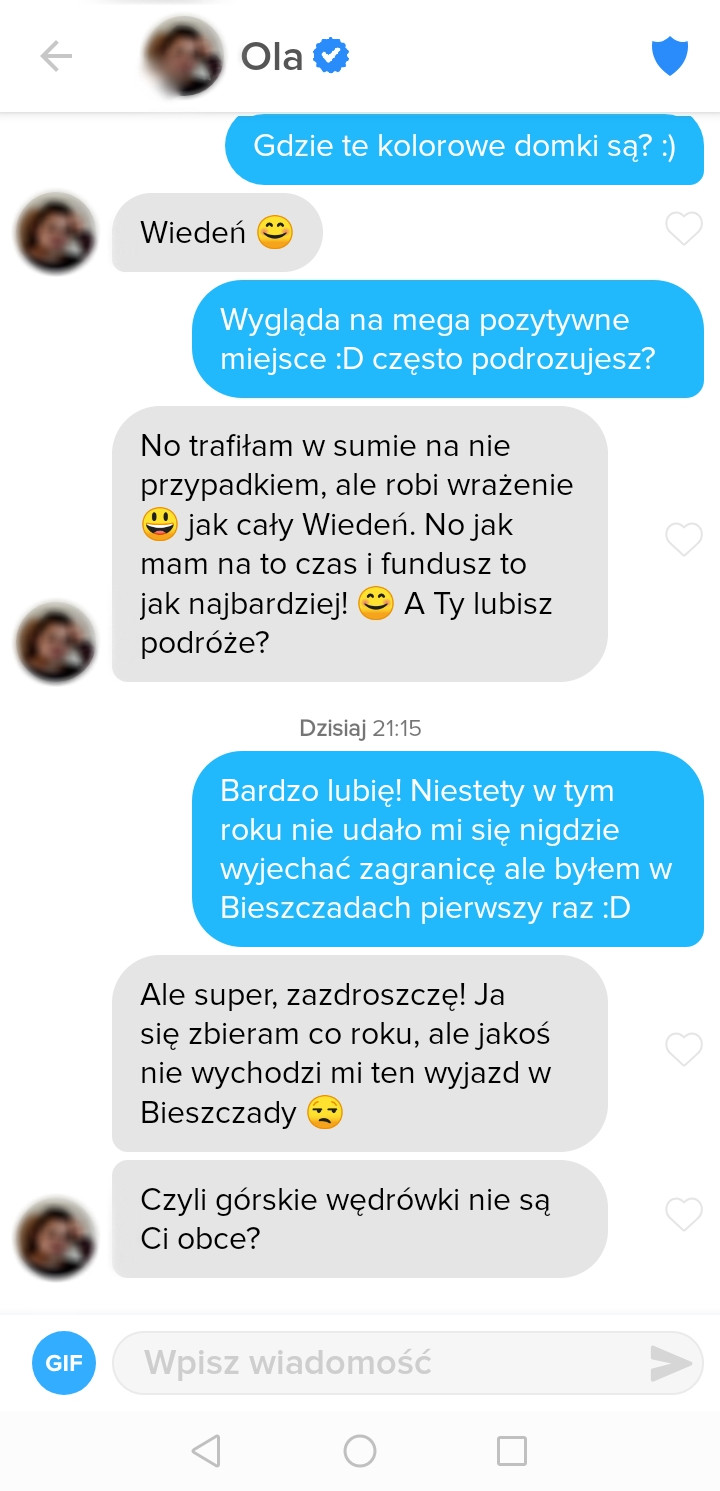 Ola
Gdzie te kolorowe domki są? :)
Wiedeń 😊
Wygląda na mega pozytywne
miejsce :D często podrozujesz?
No trafiłam w sumie na nie
przypadkiem, ale robi wrażenie
😃 jak cały Wiedeń. No jak
mam na to czas i fundusz to
jak najbardziej! 😊 A Ty lubisz
podróże?
Dzisiaj 21:15
Bardzo lubię! Niestety w tym
roku nie udało mi się nigdzie
wyjechać zagranicę ale byłem w
Bieszczadach pierwszy raz :D
Ale super, zazdroszczę! Ja
się zbieram co roku, ale jakoś
nie wychodzi mi ten wyjazd w
Bieszczady 😒
Czyli górskie wędrówki nie są
Ci obce?
GIF Wpisz wiadomość